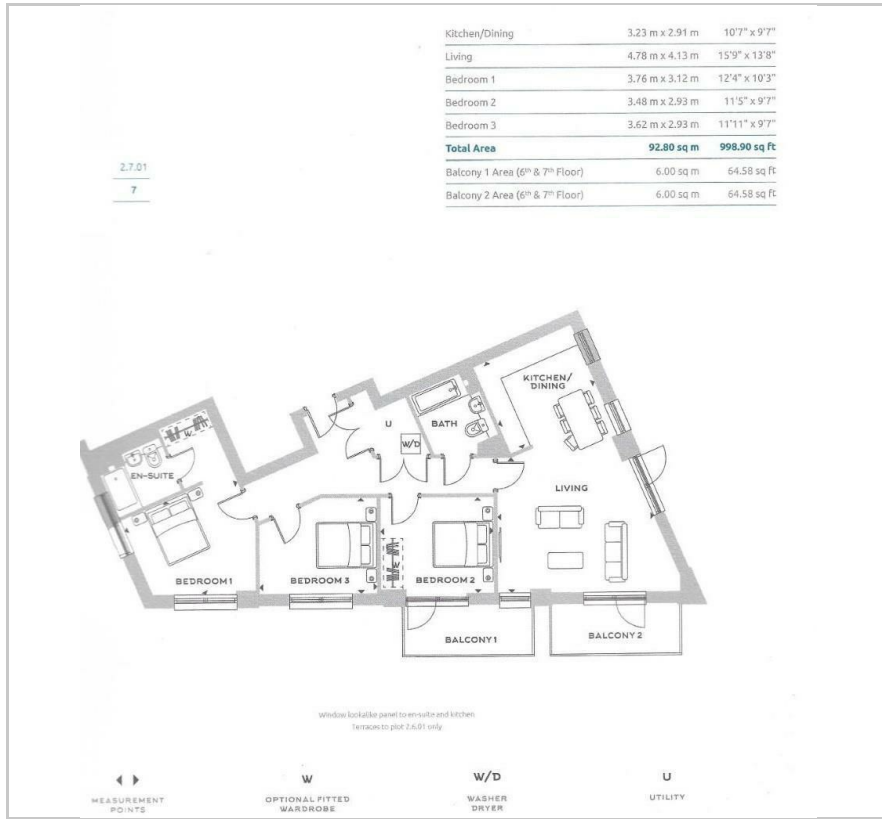 Kitchen/Dining 3.23 m x 2.91 m 10'7" x 9'7"
Living 4.78 m x 4.13 m 15'9" x 13'8"
Bedroom 1 3.76 m x 3.12 m 12'4" x 10'3"
Bedroom 2 3.48 m x 2.93 m 11'5" x 9'7"
Bedroom 3 3.62 m x 2.93 m 11'11" x 9'7"
Total Area 92.80 sq m 998.90 sq ft
Balcony 1 Area (6th & 7th Floor) 6.00 sq m 64.58 sq ft
Balcony 2 Area (6th & 7th Floor) 6.00 sq m 64.58 sq ft
2.7.01
7
KITCHEN/
DINING
U
BATH
W/D
W
EN-SUITE
LIVING
W
BEDROOM 1
BEDROOM 3
BEDROOM 2
BALCONY 1
BALCONY 2
Window lookalike panel to en-suite and kitchen
Terraces to plot 2.6.01 only
MEASUREMENT
POINTS
W
OPTIONAL FITTED
WARDROBE
W/D
WASHER
DRYER
U
UTILITY